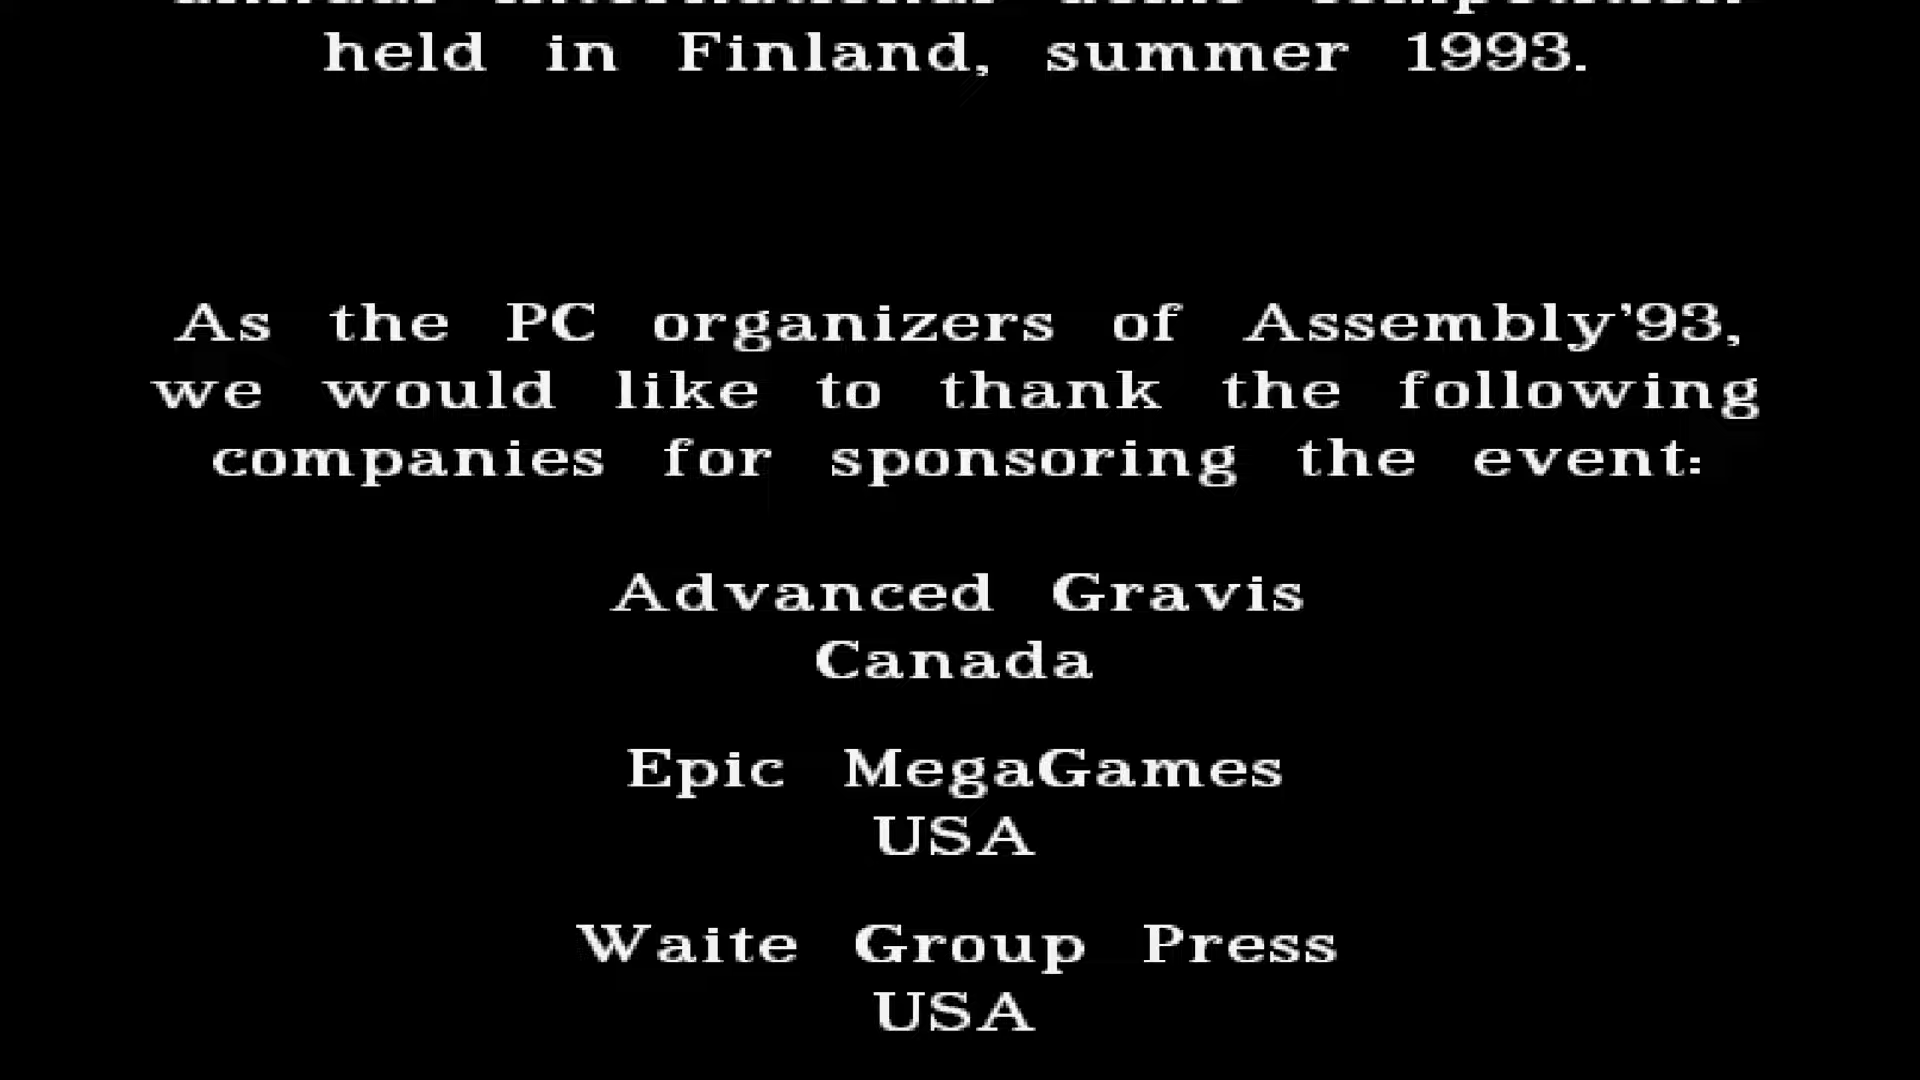 held in Finland, summer 1993.
As the PC organizers of Assembly'93,
we would like to thank the following
companies for sponsoring the event:
Advanced Gravis
Canada
Epic MegaGames
USA
Waite Group Press
USA